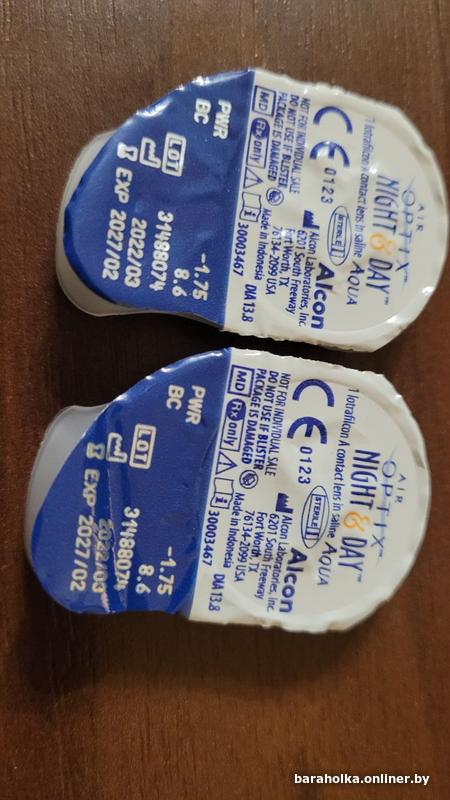 AIR
OPTIX™
NIGHT & DAY™
AQUA
1 lotrafilcon A contact lens in saline
STERILE
Alcon
Alcon Laboratories, Inc.
6201 South Freeway
Fort Worth, TX
76134-2099 USA
Made in Indonesia
CE 0123
NOT FOR INDIVIDUAL SALE
DO NOT USE IF BLISTER
PACKAGE IS DAMAGED
MD Rx only
30003467 DIA 13.8
PWR -1.75
BC 8.6
LOT 31488074
2022/03
EXP 2027/02
AIR
OPTIX™
NIGHT & DAY™
AQUA
1 lotrafilcon A contact lens in saline
STERILE
Alcon
Alcon Laboratories, Inc.
6201 South Freeway
Fort Worth, TX
76134-2099 USA
Made in Indonesia
CE 0123
NOT FOR INDIVIDUAL SALE
DO NOT USE IF BLISTER
PACKAGE IS DAMAGED
MD Rx only
30003467 DIA 13.8
PWR -1.75
BC 8.6
LOT 31488074
2022/03
EXP 2027/02
baraholka.onliner.by